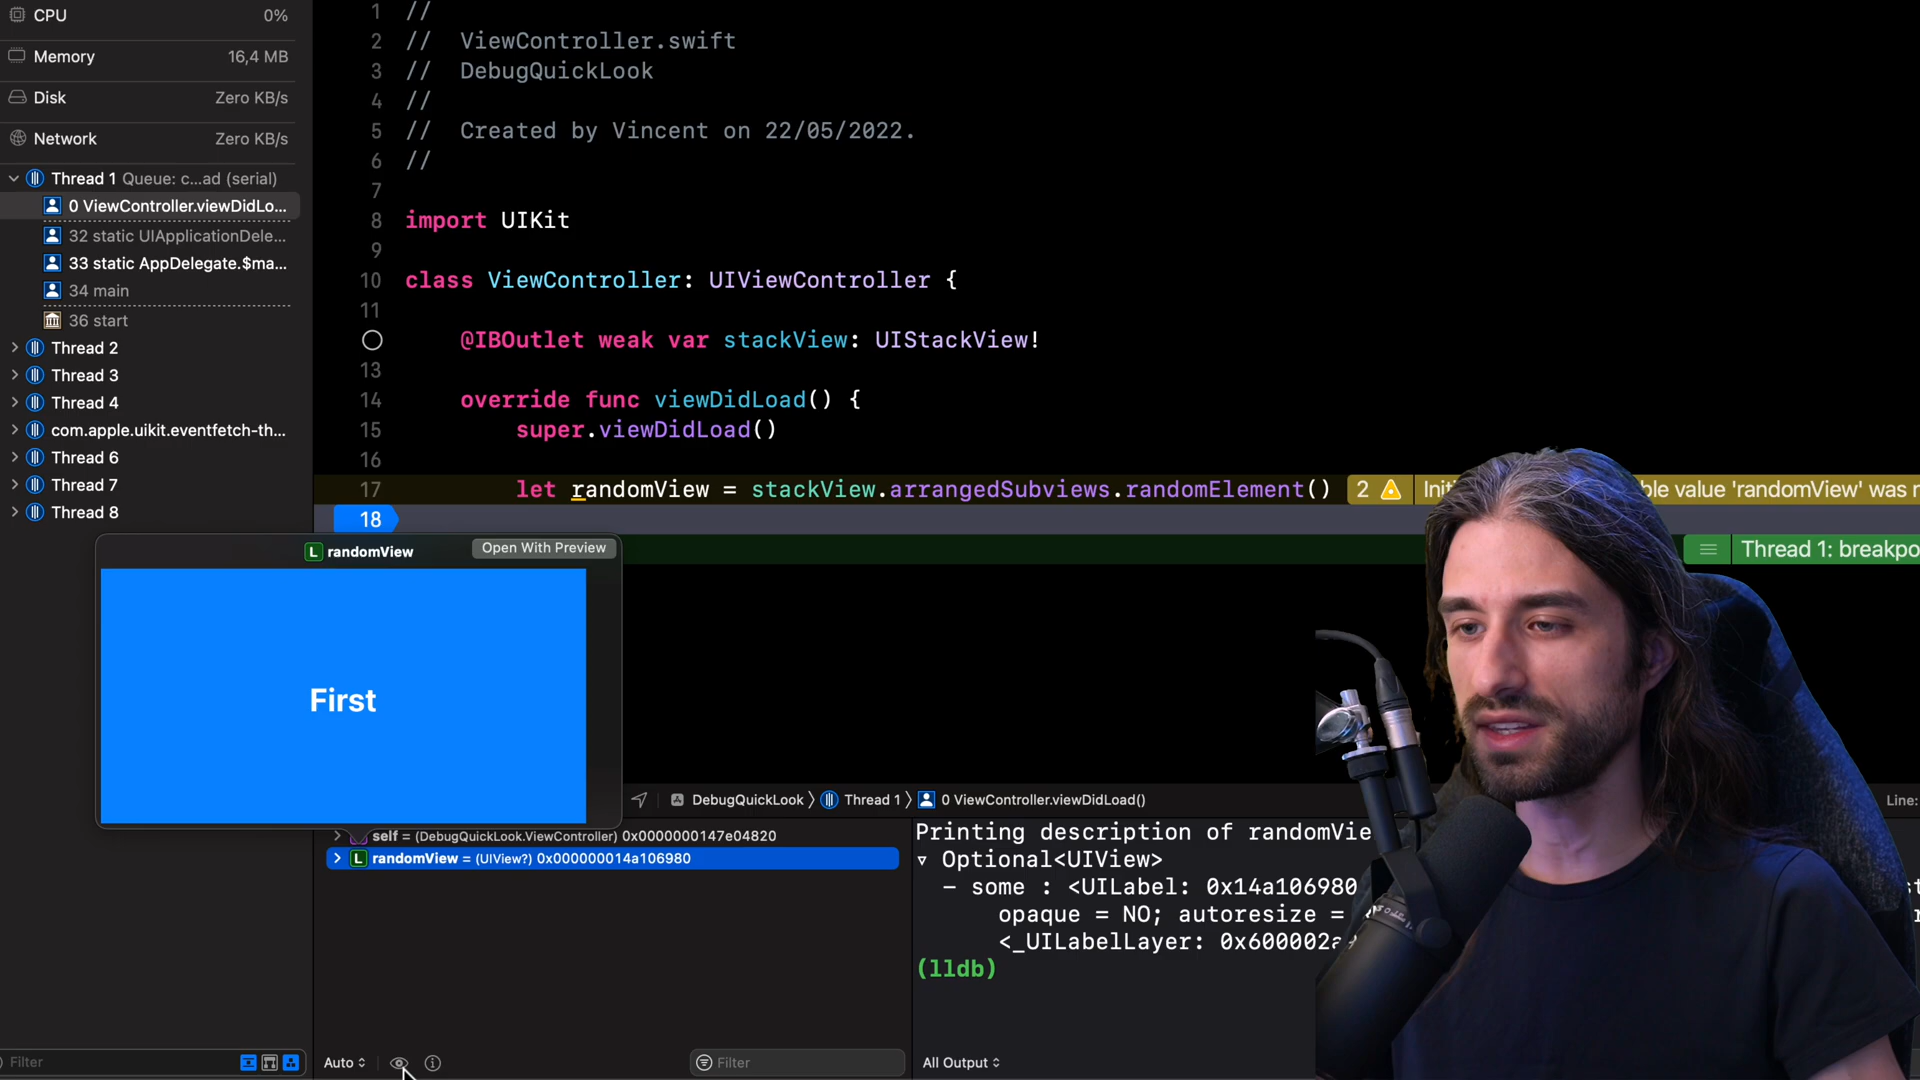 CPU 0%
Memory 16,4 MB
Disk Zero KB/s
Network Zero KB/s
Thread 1 Queue: c...ad (serial)
0 ViewController.viewDidLo...
32 static UIApplicationDele...
33 static AppDelegate.$ma...
34 main
36 start
Thread 2
Thread 3
Thread 4
com.apple.uikit.eventfetch-th...
Thread 6
Thread 7
Thread 8
1 //
2 // ViewController.swift
3 // DebugQuickLook
4 //
5 // Created by Vincent on 22/05/2022.
6 //
7
8 import UIKit
9
10 class ViewController: UIViewController {
11
@IBOutlet weak var stackView: UIStackView!
13
14 override func viewDidLoad() {
15 super.viewDidLoad()
16
17 let randomView = stackView.arrangedSubviews.randomElement() 2 value 'randomView' was
18
Thread 1: breakpo
L randomView Open With Preview
First
DebugQuickLook Thread 1 0 ViewController.viewDidLoad() Line:
self = (DebugQuickLook.ViewController) 0x0000000147e04820
L randomView = (UIView?) 0x000000014a106980
Printing description of randomVie
▿ Optional<UIView>
– some : <UILabel: 0x14a106980
opaque = NO; autoresize =
<_UILabelLayer: 0x600002a
(lldb)
Filter
Auto
Filter
All Output